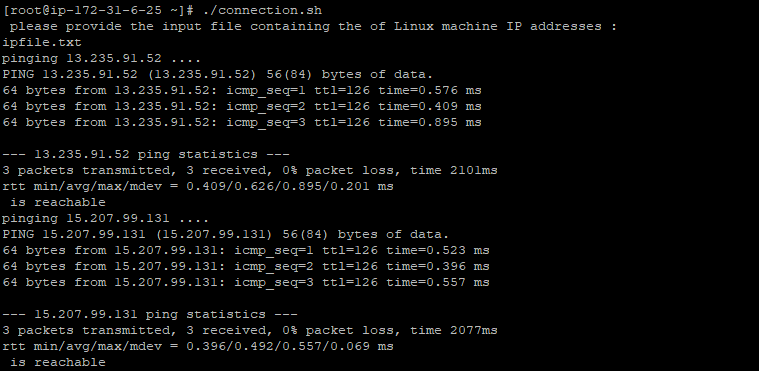 [root@ip-172-31-6-25 ~]# ./connection.sh
please provide the input file containing the of Linux machine IP addresses :
ipfile.txt
pinging 13.235.91.52 ....
PING 13.235.91.52 (13.235.91.52) 56(84) bytes of data.
64 bytes from 13.235.91.52: icmp_seq=1 ttl=126 time=0.576 ms
64 bytes from 13.235.91.52: icmp_seq=2 ttl=126 time=0.409 ms
64 bytes from 13.235.91.52: icmp_seq=3 ttl=126 time=0.895 ms
--- 13.235.91.52 ping statistics ---
3 packets transmitted, 3 received, 0% packet loss, time 2101ms
rtt min/avg/max/mdev = 0.409/0.626/0.895/0.201 ms
is reachable
pinging 15.207.99.131 ....
PING 15.207.99.131 (15.207.99.131) 56(84) bytes of data.
64 bytes from 15.207.99.131: icmp_seq=1 ttl=126 time=0.523 ms
64 bytes from 15.207.99.131: icmp_seq=2 ttl=126 time=0.396 ms
64 bytes from 15.207.99.131: icmp_seq=3 ttl=126 time=0.557 ms
--- 15.207.99.131 ping statistics ---
3 packets transmitted, 3 received, 0% packet loss, time 2077ms
rtt min/avg/max/mdev = 0.396/0.492/0.557/0.069 ms
is reachable